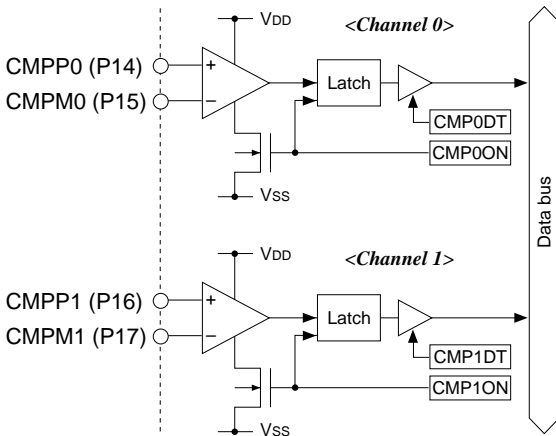 VDD
<Channel 0>
CMPP0 (P14)
+
CMPM0 (P15)
−
Latch
CMP0DT
CMP0ON
VSS
Data bus
VDD
<Channel 1>
CMPP1 (P16)
+
CMPM1 (P17)
−
Latch
CMP1DT
CMP1ON
VSS